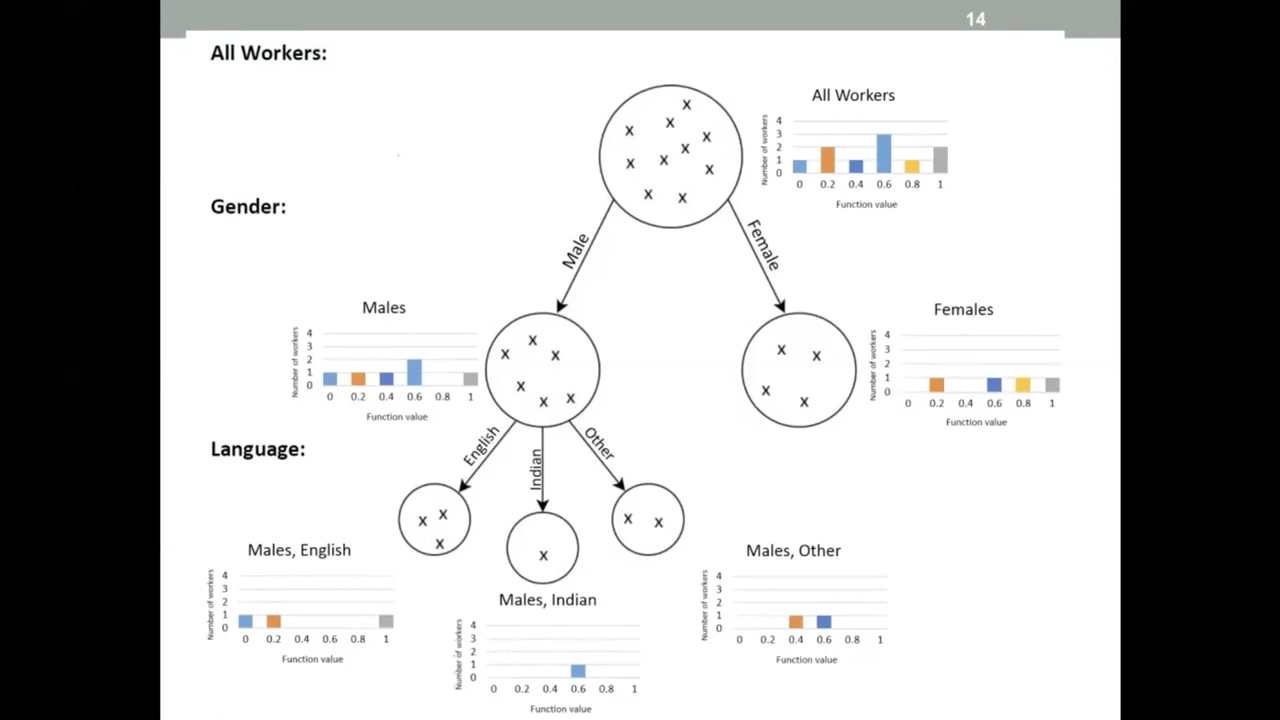 14
All Workers:
All Workers
Number of workers
4
3
2
1
0
0 0.2 0.4 0.6 0.8 1
Function value
x
x
x
x
x
x
x
x
x
x
Gender:
Male
Female
Males
Number of workers
4
3
2
1
0
0 0.2 0.4 0.6 0.8 1
Function value
x
x
x
x
x
x
x
x
x
x
Females
Number of workers
4
3
2
1
0
0 0.2 0.4 0.6 0.8 1
Function value
Language:
English
Indian
Other
x
x
x
x
x
x
Males, English
Number of workers
4
3
2
1
0
0 0.2 0.4 0.6 0.8 1
Function value
Males, Indian
Number of workers
4
3
2
1
0
0 0.2 0.4 0.6 0.8 1
Function value
Males, Other
Number of workers
4
3
2
1
0
0 0.2 0.4 0.6 0.8 1
Function value